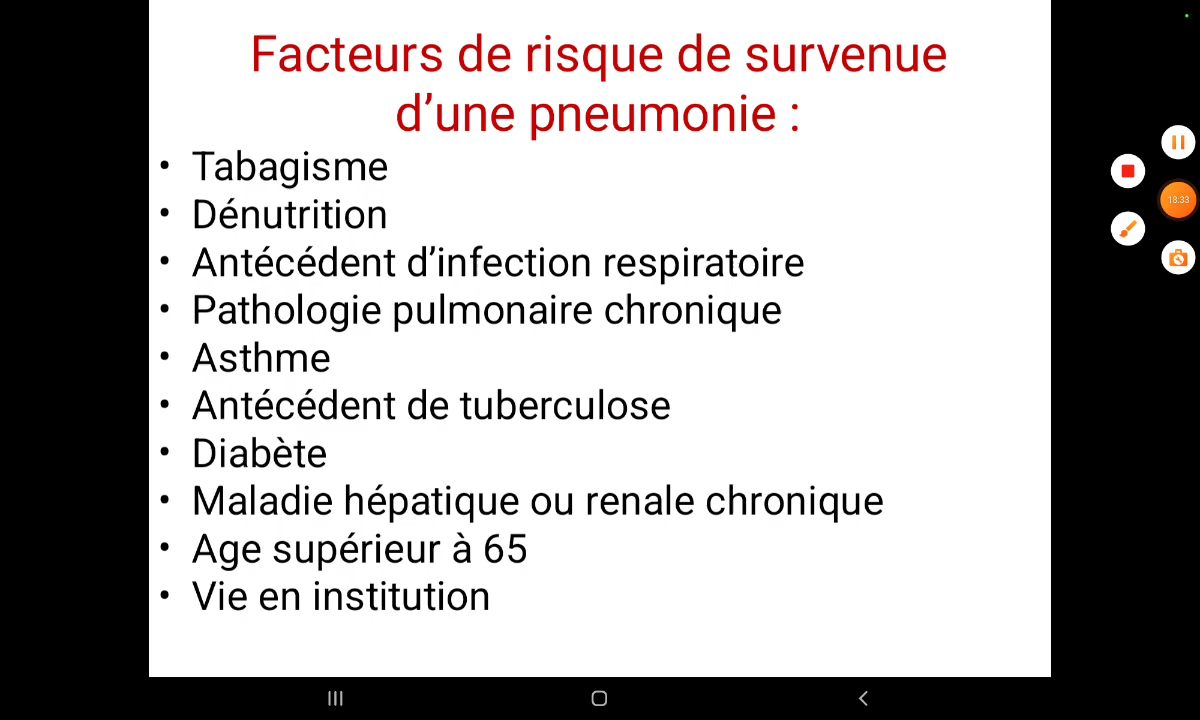 Facteurs de risque de survenue
d’une pneumonie :
• Tabagisme
• Dénutrition
• Antécédent d’infection respiratoire
• Pathologie pulmonaire chronique
• Asthme
• Antécédent de tuberculose
• Diabète
• Maladie hépatique ou renale chronique
• Age supérieur à 65
• Vie en institution
18:33